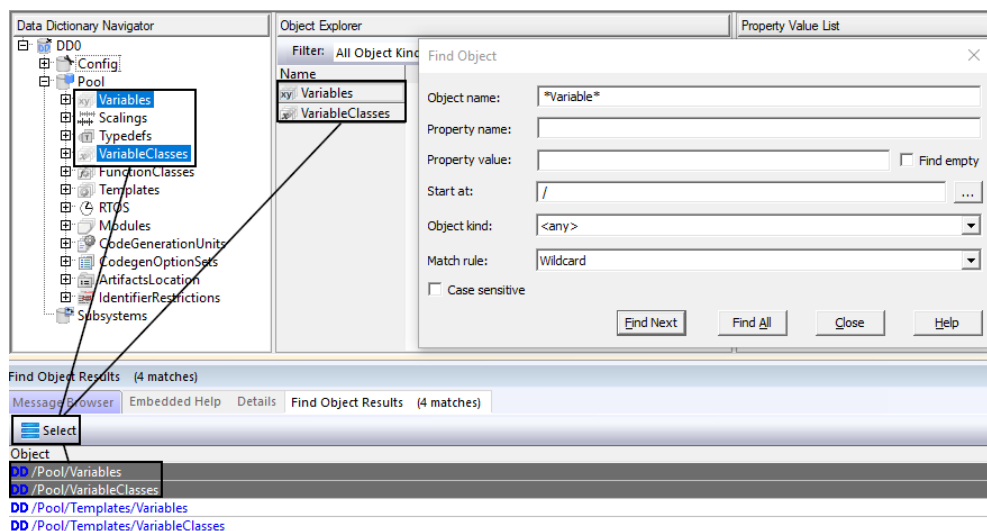 Data Dictionary Navigator
DD0
Config
Pool
Variables
Scalings
Typedefs
VariableClasses
FunctionClasses
Templates
RTOS
Modules
CodeGenerationUnits
CodegenOptionSets
ArtifactsLocation
IdentifierRestrictions
Subsystems
Object Explorer
Filter: All Object Kind
Name
Variables
VariableClasses
Property Value List
Find Object
Object name: *Variable*
Property name:
Property value: Find empty
Start at: / ...
Object kind: <any>
Match rule: Wildcard
Case sensitive
Find Next Find All Close Help
Find Object Results (4 matches)
Message Browser Embedded Help Details Find Object Results (4 matches)
Select
Object
DD /Pool/Variables
DD /Pool/VariableClasses
DD /Pool/Templates/Variables
DD /Pool/Templates/VariableClasses